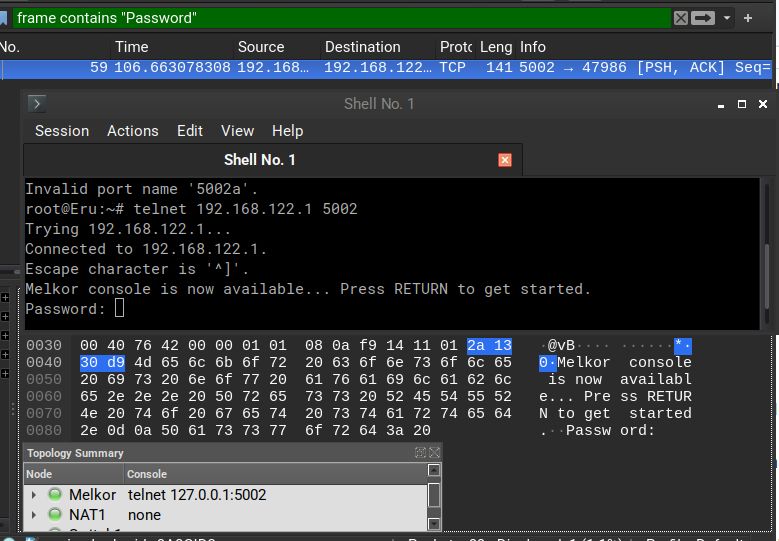 frame contains "Password"
No. Time Source Destination Protc Leng Info
59 106.663078308 192.168… 192.168.122… TCP 141 5002 → 47986 [PSH, ACK] Seq=
Shell No. 1
Session Actions Edit View Help
Shell No. 1
Invalid port name '5002a'.
root@Eru:~# telnet 192.168.122.1 5002
Trying 192.168.122.1...
Connected to 192.168.122.1.
Escape character is '^]'.
Melkor console is now available... Press RETURN to get started.
Password:
0030 00 40 76 42 00 00 01 01 08 0a f9 14 11 01 2a 13 ·@vB···· ······*·
0040 30 d9 4d 65 6c 6b 6f 72 20 63 6f 6e 73 6f 6c 65 0·Melkor console
0050 20 69 73 20 6e 6f 77 20 61 76 61 69 6c 61 62 6c is now availabl
0060 65 2e 2e 2e 20 50 72 65 73 73 20 52 45 54 55 52 e... Pre ss RETUR
0070 4e 20 74 6f 20 67 65 74 20 73 74 61 72 74 65 64 N to get started
0080 2e 0d 0a 50 61 73 73 77 6f 72 64 3a 20 .··Passw ord:
Topology Summary
Node Console
Melkor telnet 127.0.0.1:5002
NAT1 none